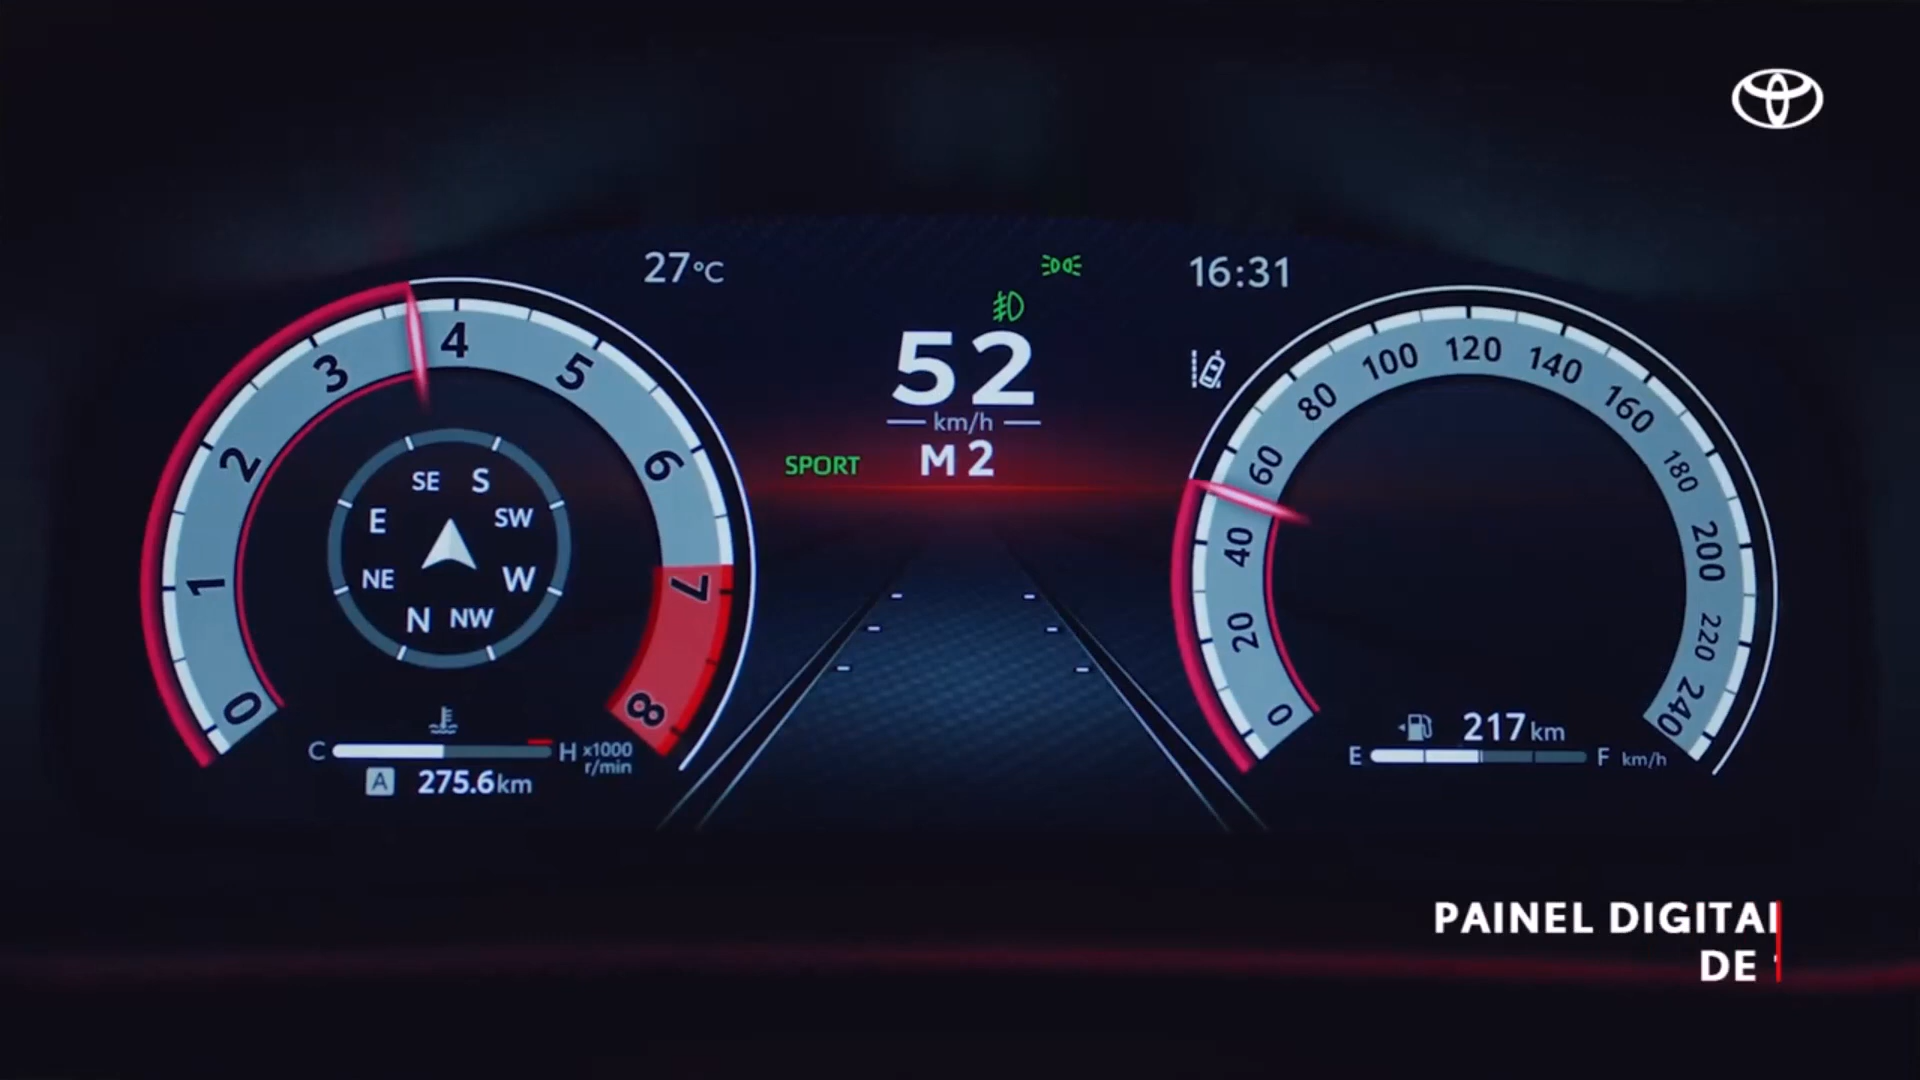 27°C
16:31
52
km/h
SPORT
M 2
0
1
2
3
4
5
6
7
8
SE
S
SW
W
NW
N
NE
E
C
H
x1000
r/min
A
275.6km
0
20
40
60
80
100
120
140
160
180
200
220
240
217 km
E
F
km/h
PAINEL DIGITAL
DE